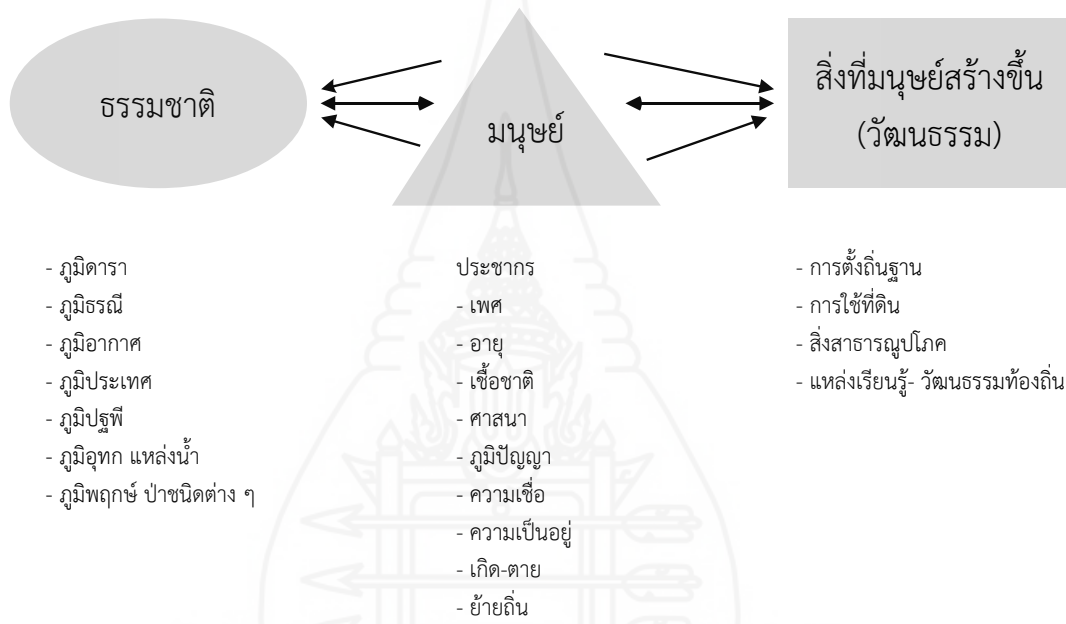 ธรรมชาติ
มนุษย์
สิ่งที่มนุษย์สร้างขึ้น
(วัฒนธรรม)
- ภูมิดารา
- ภูมิธรณี
- ภูมิอากาศ
- ภูมิประเทศ
- ภูมิปฐพี
- ภูมิอุทก แหล่งน้ำ
- ภูมิพฤกษ์ ป่าชนิดต่าง ๆ
ประชากร
- เพศ
- อายุ
- เชื้อชาติ
- ศาสนา
- ภูมิปัญญา
- ความเชื่อ
- ความเป็นอยู่
- เกิด-ตาย
- ย้ายถิ่น
- การตั้งถิ่นฐาน
- การใช้ที่ดิน
- สิ่งสาธารณูปโภค
- แหล่งเรียนรู้- วัฒนธรรมท้องถิ่น